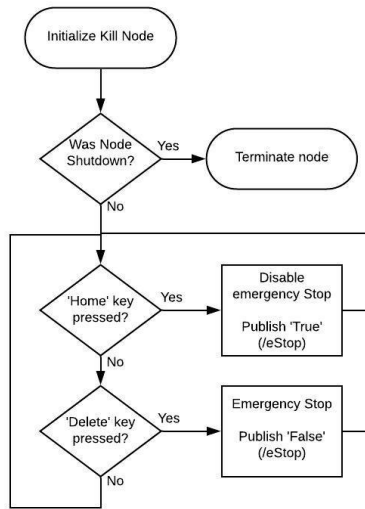 Initialize Kill Node
Was Node
Shutdown?
Yes
Terminate node
No
'Home' key
pressed?
Yes
Disable
emergency Stop
Publish 'True'
(/eStop)
No
'Delete' key
pressed?
Yes
Emergency Stop
Publish 'False'
(/eStop)
No